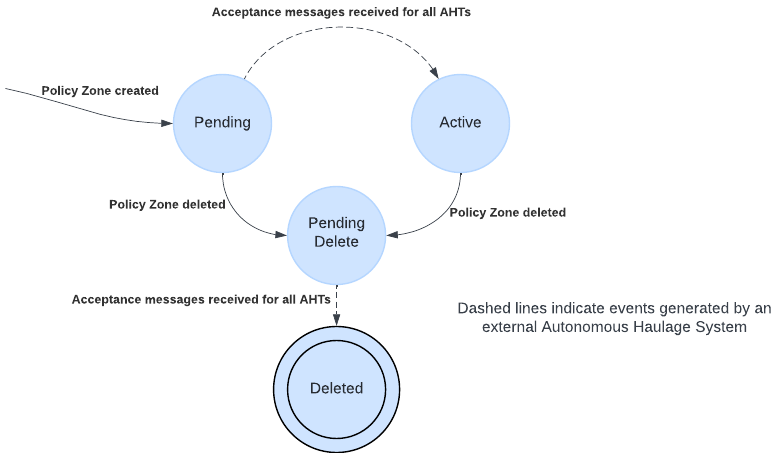 Acceptance messages received for all AHTs
Policy Zone created
Pending
Active
Policy Zone deleted
Policy Zone deleted
Pending
Delete
Acceptance messages received for all AHTs
Dashed lines indicate events generated by an
external Autonomous Haulage System
Deleted